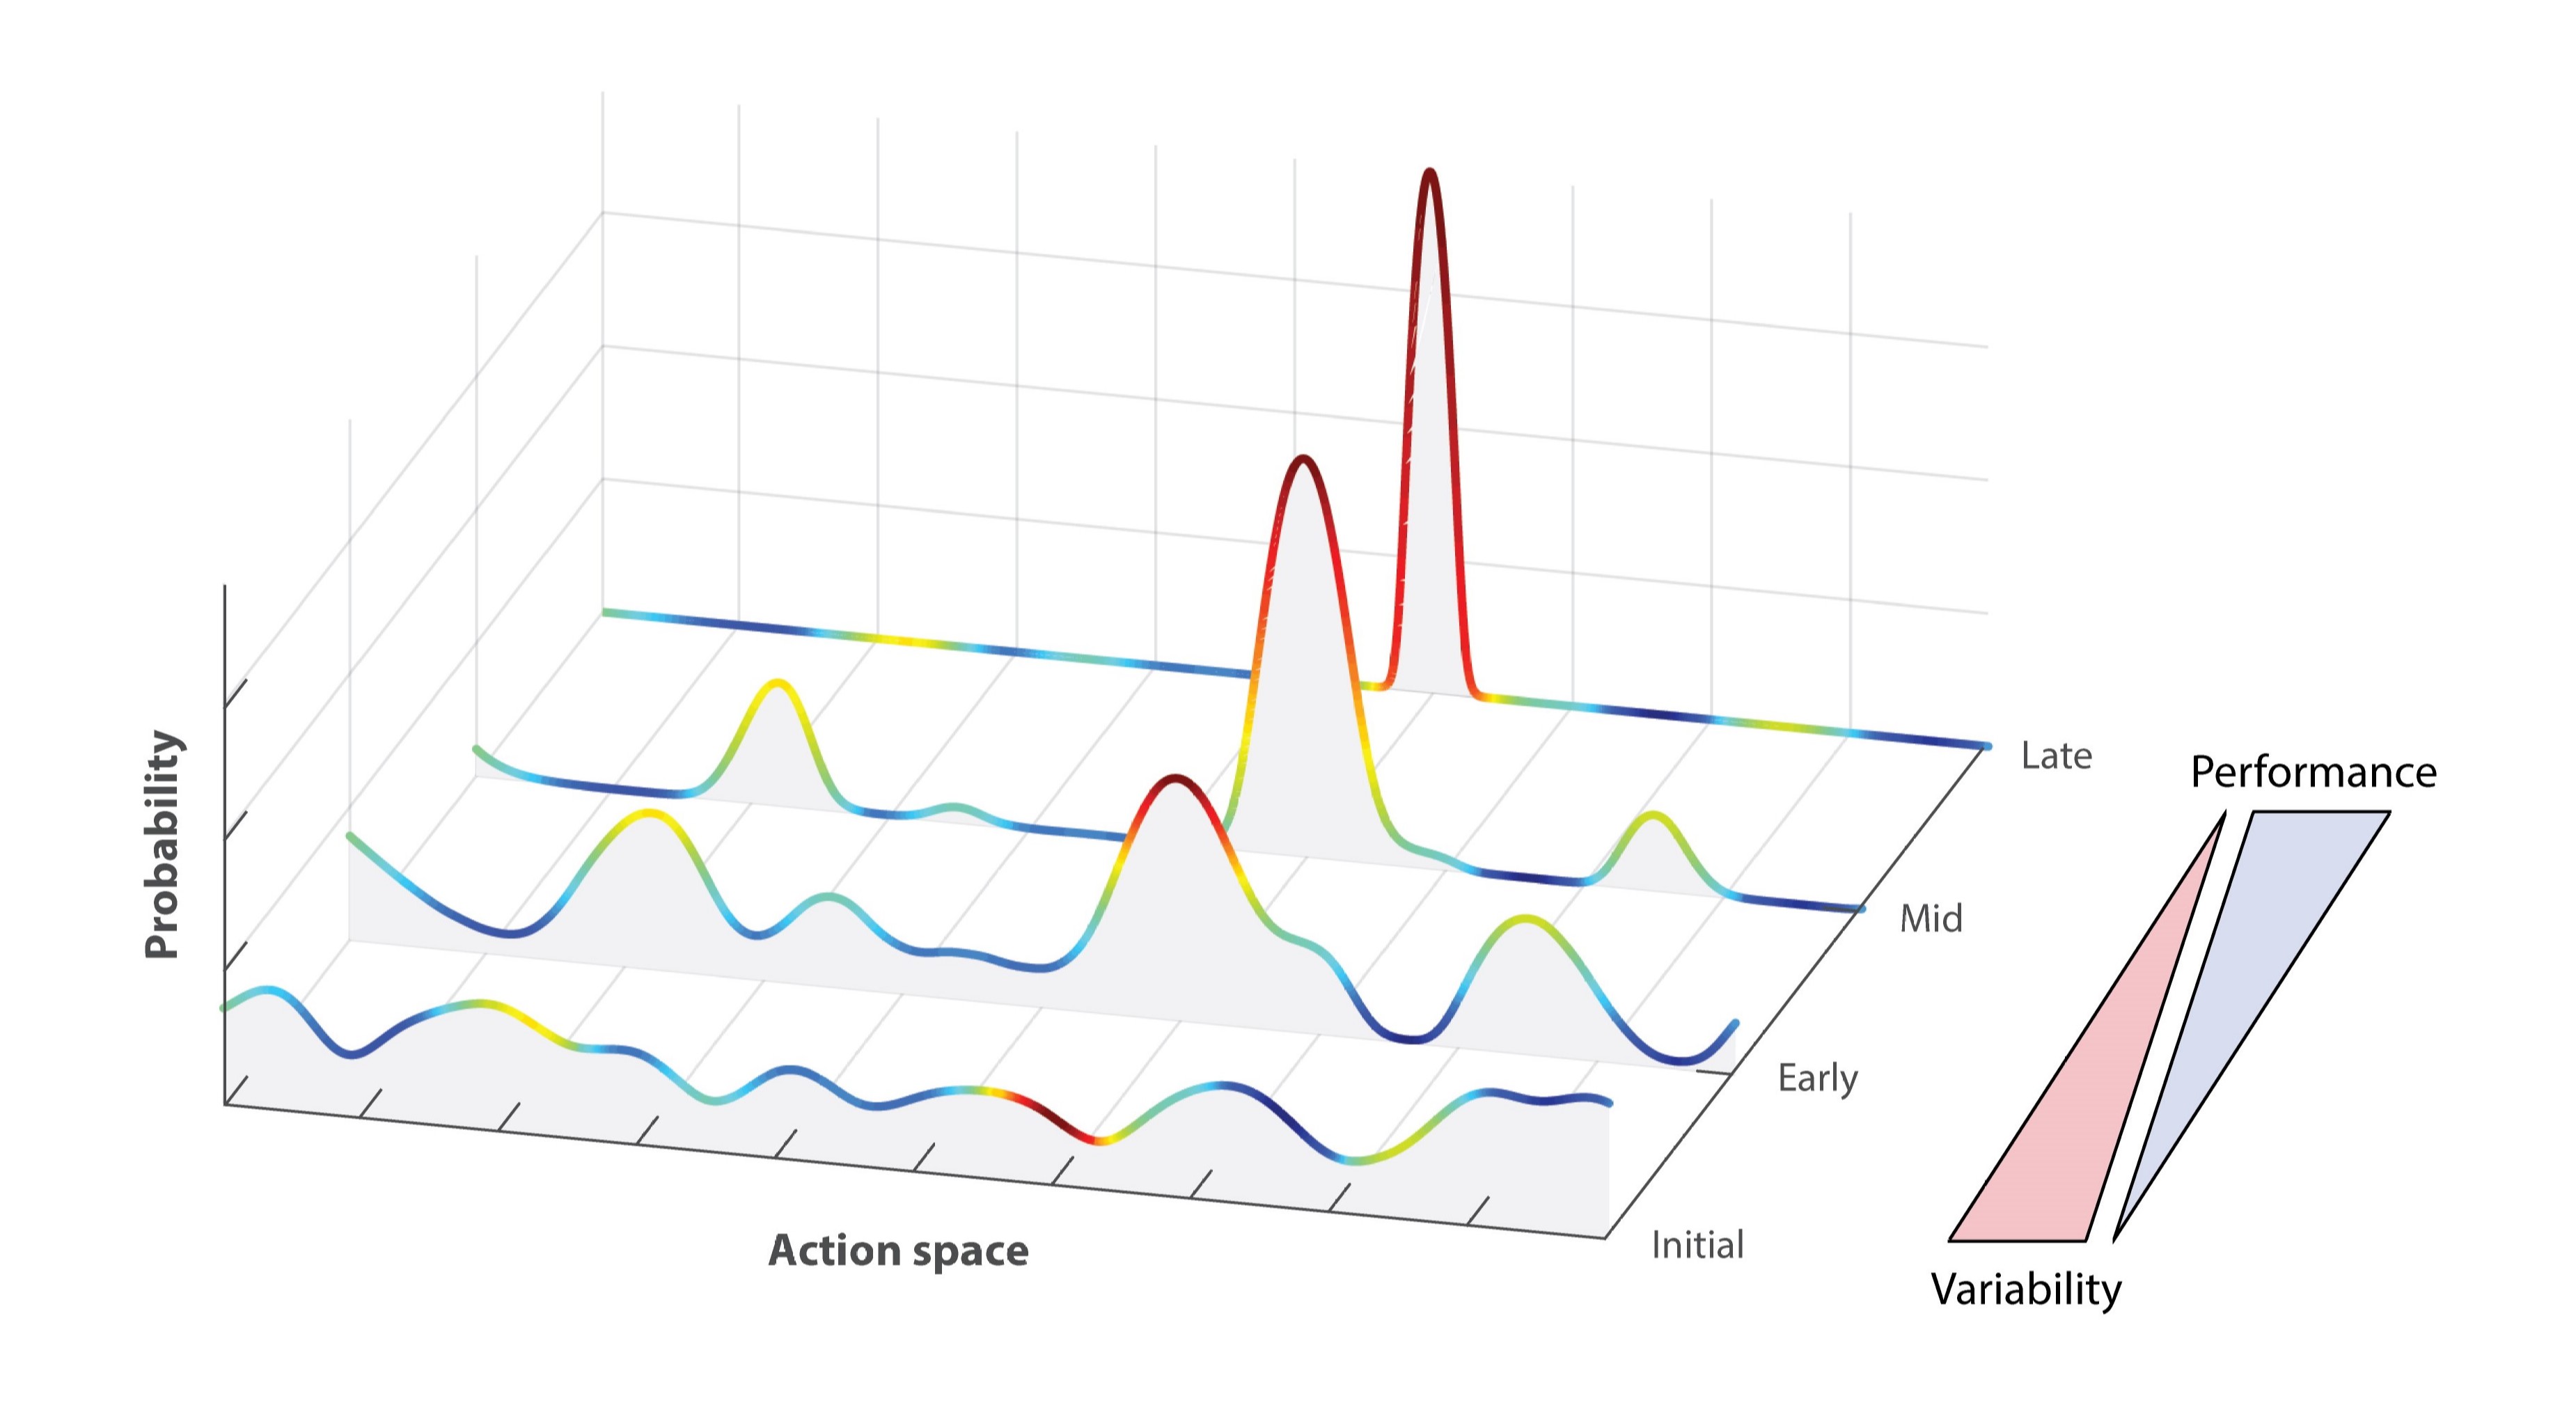 Probability
Action space
Late
Mid
Early
Initial
Performance
Variability